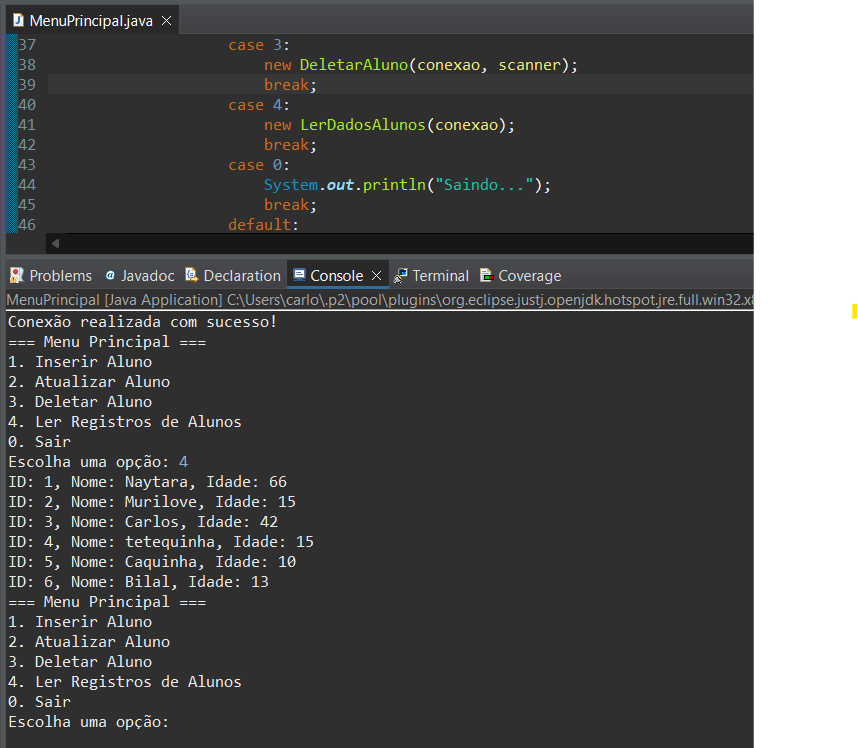 MenuPrincipal.java
37 case 3:
38 new DeletarAluno(conexao, scanner);
39 break;
40 case 4:
41 new LerDadosAlunos(conexao);
42 break;
43 case 0:
44 System.out.println("Saindo...");
45 break;
46 default:
Problems Javadoc Declaration Console Terminal Coverage
MenuPrincipal [Java Application] C:\Users\carlo\.p2\pool\plugins\org.eclipse.justj.openjdk.hotspot.jre.full.win32.x8
Conexão realizada com sucesso!
=== Menu Principal ===
1. Inserir Aluno
2. Atualizar Aluno
3. Deletar Aluno
4. Ler Registros de Alunos
0. Sair
Escolha uma opção: 4
ID: 1, Nome: Naytara, Idade: 66
ID: 2, Nome: Murilove, Idade: 15
ID: 3, Nome: Carlos, Idade: 42
ID: 4, Nome: tetequinha, Idade: 15
ID: 5, Nome: Caquinha, Idade: 10
ID: 6, Nome: Bilal, Idade: 13
=== Menu Principal ===
1. Inserir Aluno
2. Atualizar Aluno
3. Deletar Aluno
4. Ler Registros de Alunos
0. Sair
Escolha uma opção: